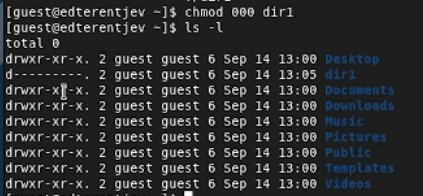 [guest@edterentjev ~]$ chmod 000 dir1
[guest@edterentjev ~]$ ls -l
total 0
drwxr-xr-x. 2 guest guest 6 Sep 14 13:00 Desktop
d---------. 2 guest guest 6 Sep 14 13:05 dir1
drwxr-xr-x. 2 guest guest 6 Sep 14 13:00 Documents
drwxr-xr-x. 2 guest guest 6 Sep 14 13:00 Downloads
drwxr-xr-x. 2 guest guest 6 Sep 14 13:00 Music
drwxr-xr-x. 2 guest guest 6 Sep 14 13:00 Pictures
drwxr-xr-x. 2 guest guest 6 Sep 14 13:00 Public
drwxr-xr-x. 2 guest guest 6 Sep 14 13:00 Templates
drwxr-xr-x. 2 guest guest 6 Sep 14 13:00 Videos